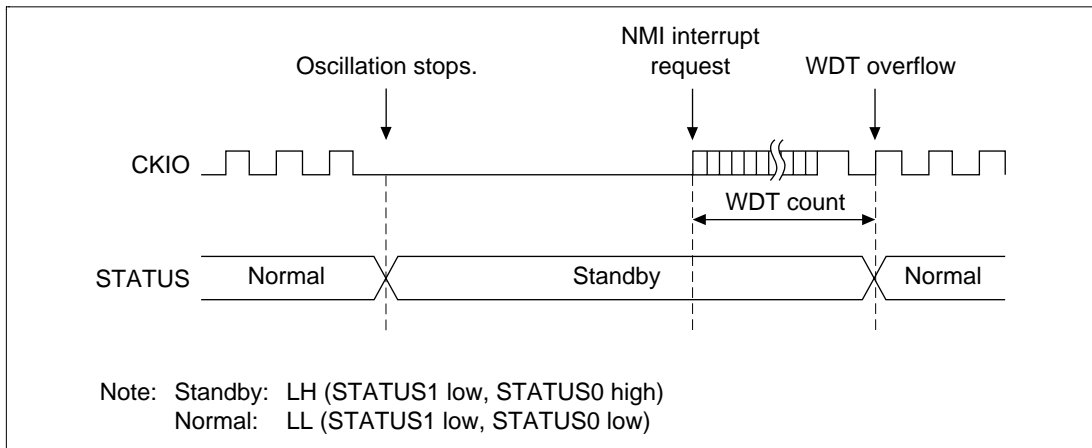 NMI interrupt
request
Oscillation stops.
WDT overflow
CKIO
WDT count
STATUS
Normal
Standby
Normal
Note: Standby: LH (STATUS1 low, STATUS0 high)
Normal: LL (STATUS1 low, STATUS0 low)